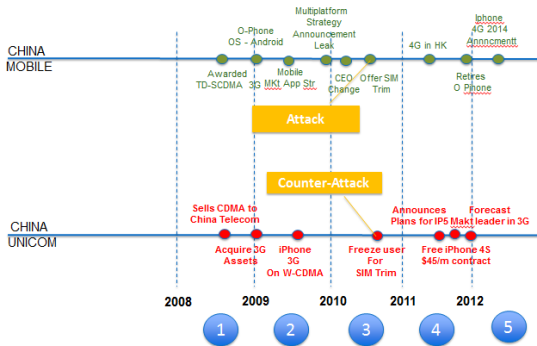 Multiplatform
Strategy
Announcement
Leak
O-Phone
OS - Android
Iphone
4G 2014
Anncmentt
4G in HK
CHINA
MOBILE
Awarded
TD-SCDMA
3G MKt
Mobile
App Str
CEO
Change
Offer SIM
Trim
Retires
O Phone
Attack
Counter-Attack
Sells CDMA to
China Telecom
Announces
Plans for IP5
Forecast
Makt leader in 3G
CHINA
UNICOM
Acquire 3G
Assets
iPhone
3G
On W-CDMA
Freeze user
For
SIM Trim
Free iPhone 4S
$45/m contract
2008
2009
2010
2011
2012
1
2
3
4
5